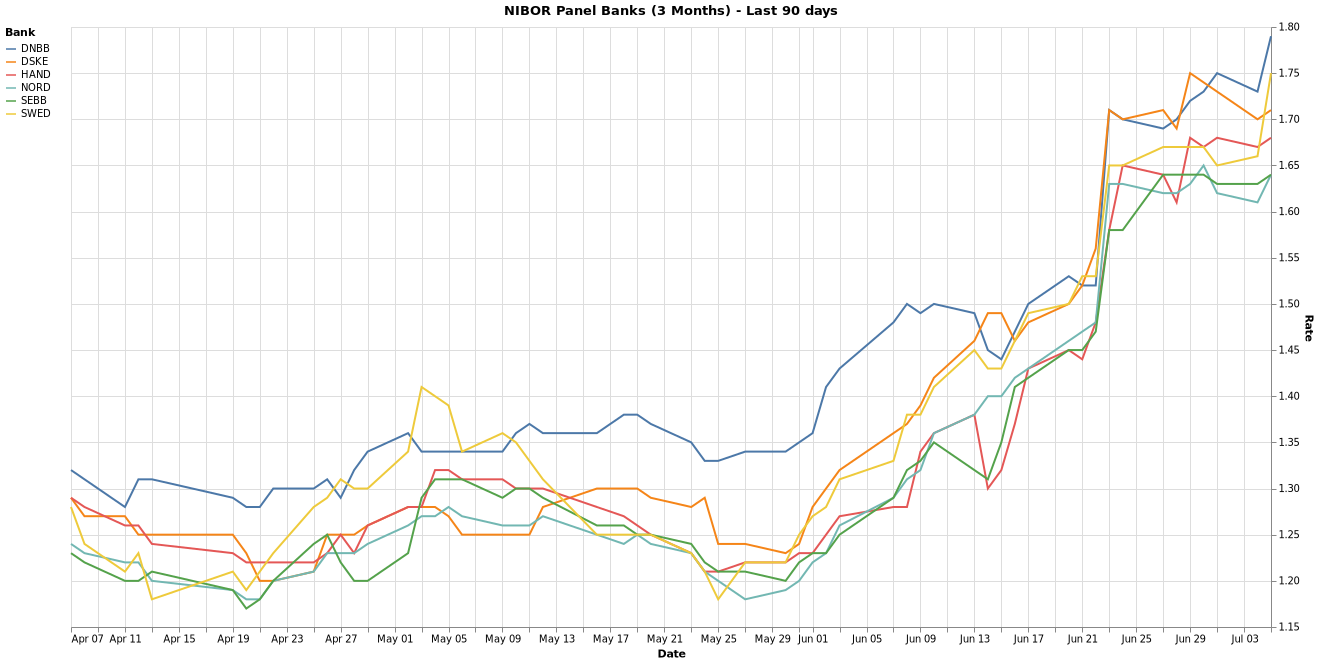 NIBOR Panel Banks (3 Months) - Last 90 days
Bank
DNBB
DSKE
HAND
NORD
SEBB
SWED
1.80
1.75
1.70
1.65
1.60
1.55
1.50
1.45
1.40
1.35
1.30
1.25
1.20
1.15
Rate
Apr 07 Apr 11 Apr 15 Apr 19 Apr 23 Apr 27 May 01 May 05 May 09 May 13 May 17 May 21 May 25 May 29 Jun 01 Jun 05 Jun 09 Jun 13 Jun 17 Jun 21 Jun 25 Jun 29 Jul 03
Date